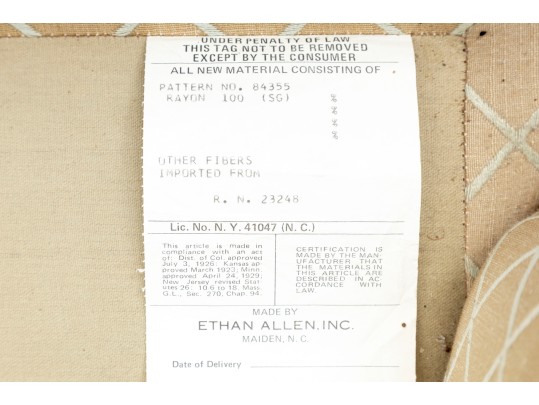 UNDER PENALTY OF LAW
THIS TAG NOT TO BE REMOVED
EXCEPT BY THE CONSUMER
ALL NEW MATERIAL CONSISTING OF
PATTERN NO. 84355
RAYON 100 (SG) %
%
%
%
OTHER FIBERS
IMPORTED FROM
R. N. 23248
Lic. No. N. Y. 41047 (N. C.)
This article is made in
compliance with an act
of: Dist. of Col. approved
July 3, 1926: Kansas ap-
proved March 1923; Minn.
approved April 24, 1929;
New Jersey revised Stat-
utes 26: 10.6 to 18. Mass.
G.L., Sec. 270, Chap. 94.
CERTIFICATION IS
MADE BY THE MAN-
UFACTURER THAT
THE MATERIALS IN
THIS ARTICLE ARE
DESCRIBED IN AC-
CORDANCE WITH
LAW.
MADE BY
ETHAN ALLEN, INC.
MAIDEN, N. C.
Date of Delivery